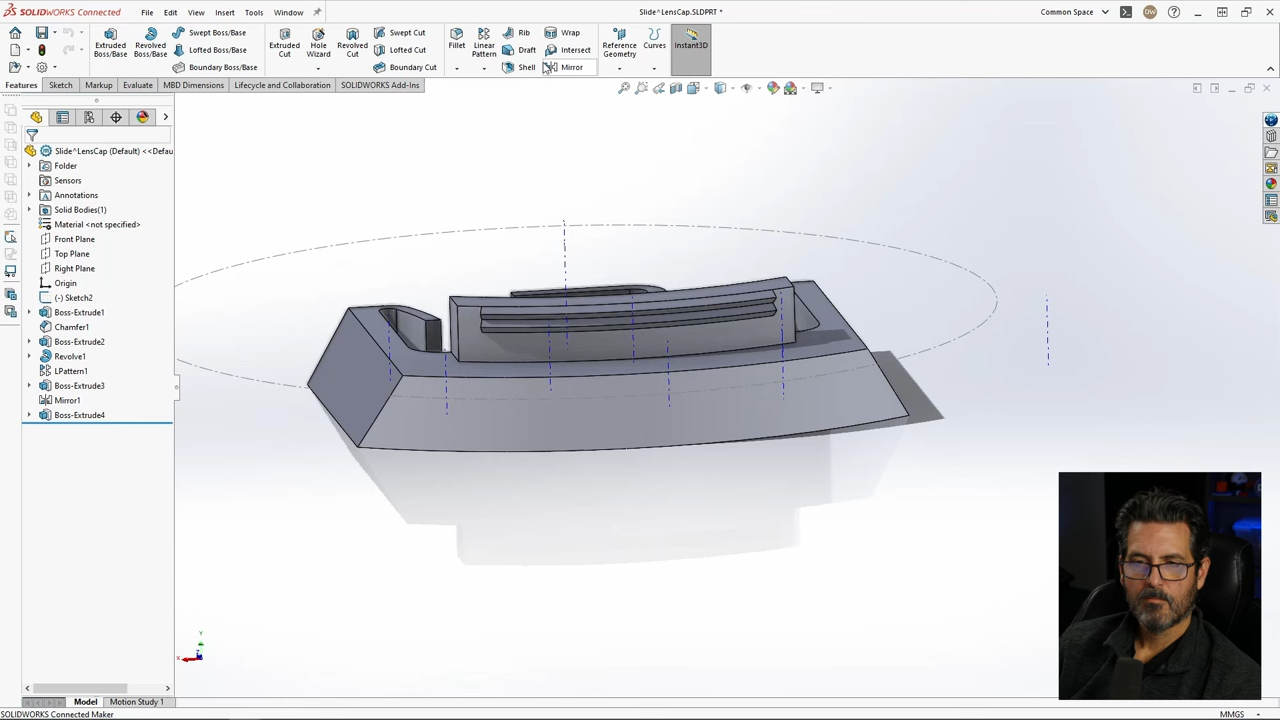 SOLIDWORKS File Edit View Insert Tools Window Slide^LensCap.SLDPRT * Common Space DW
Extruded Boss/Base
Revolved Boss/Base
Swept Boss/Base
Lofted Boss/Base
Boundary Boss/Base
Extruded Cut
Hole Wizard
Revolved Cut
Swept Cut
Lofted Cut
Boundary Cut
Fillet
Linear Pattern
Rib
Draft
Shell
Wrap
Intersect
Mirror
Reference Geometry
Curves
Instant3D
Features Sketch Markup Evaluate MBD Dimensions Lifecycle and Collaboration SOLIDWORKS Add-Ins
Slide^LensCap (Default) <<Defau
Folder
Sensors
Annotations
Solid Bodies(1)
Material <not specified>
Front Plane
Top Plane
Right Plane
Origin
(-) Sketch2
Boss-Extrude1
Chamfer1
Boss-Extrude2
Revolve1
LPattern1
Boss-Extrude3
Mirror1
Boss-Extrude4
Y
X
Z
Model Motion Study 1
SOLIDWORKS Connected Maker MMGS